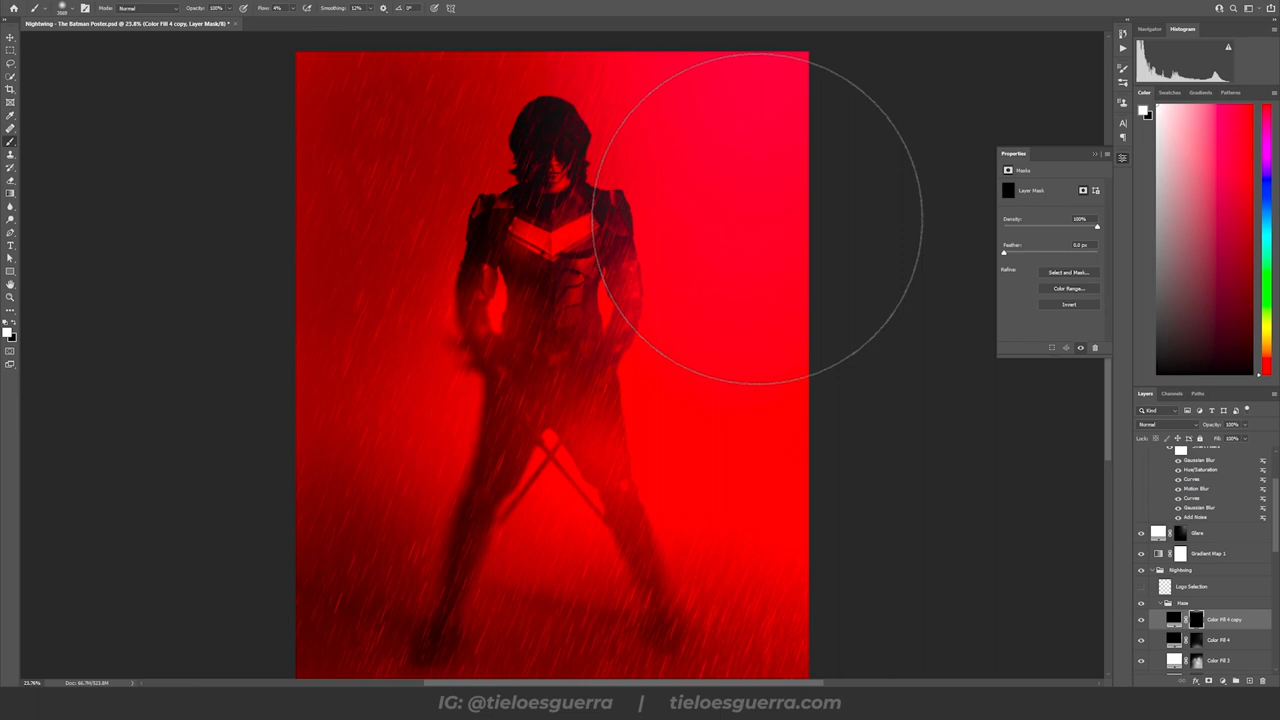 Mode: Normal Opacity: 100% Flow: 4% Smoothing: 12% 0°
Nightwing - The Batman Poster.psd @ 23.8% (Color Fill 4 copy, Layer Mask/8) *
Navigator Histogram
Color Swatches Gradients Patterns
Properties
Masks
Layer Mask
Density: 100%
Feather: 0.0 px
Refine:
Select and Mask...
Color Range...
Invert
Layers Channels Paths
Kind
Normal Opacity: 100%
Lock: Fill: 100%
Gaussian Blur
Hue/Saturation
Curves
Motion Blur
Curves
Gaussian Blur
Add Noise
Glare
Gradient Map 1
Nightwing
Logo Selection
Haze
Color Fill 4 copy
Color Fill 4
Color Fill 3
23.76% Doc: 66.7M/523.8M
IG: @tieloesguerra | tieloesguerra.com